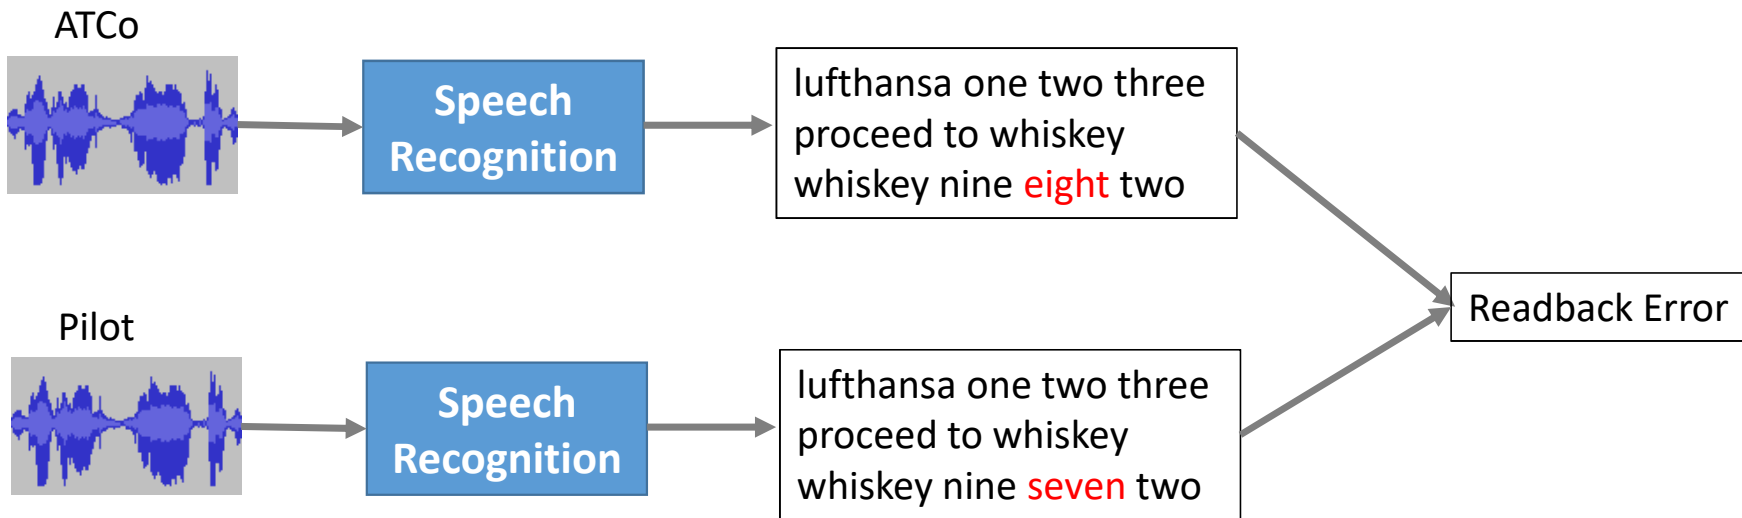 ATCo
Speech
Recognition
lufthansa one two three
proceed to whiskey
whiskey nine eight two
Readback Error
Pilot
Speech
Recognition
lufthansa one two three
proceed to whiskey
whiskey nine seven two